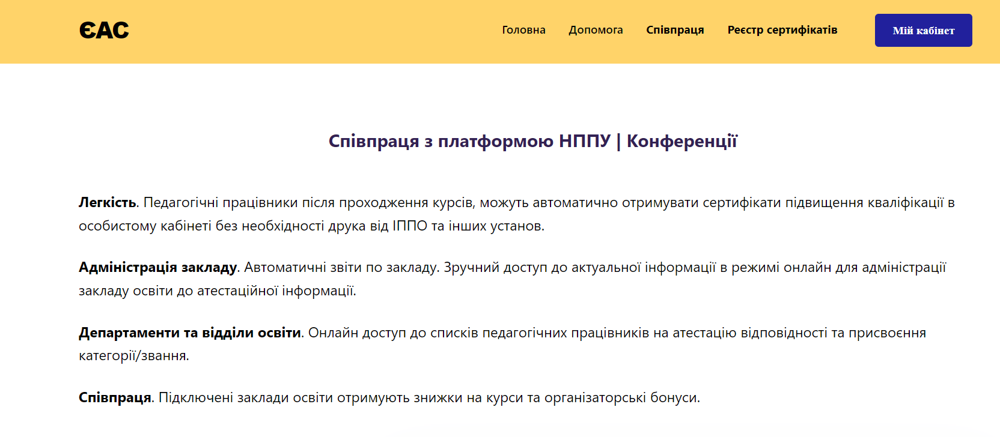 ЄАС
Головна Допомога Співпраця Реєстр сертифікатів Мій кабінет
Співпраця з платформою НППУ | Конференції
Легкість. Педагогічні працівники після проходження курсів, можуть автоматично отримувати сертифікати підвищення кваліфікації в
особистому кабінеті без необхідності друка від ІППО та інших установ.
Адміністрація закладу. Автоматичні звіти по закладу. Зручний доступ до актуальної інформації в режимі онлайн для адміністрації
закладу освіти до атестаційної інформації.
Департаменти та відділи освіти. Онлайн доступ до списків педагогічних працівників на атестацію відповідності та присвоєння
категорії/звання.
Співпраця. Підключені заклади освіти отримують знижки на курси та організаторські бонуси.